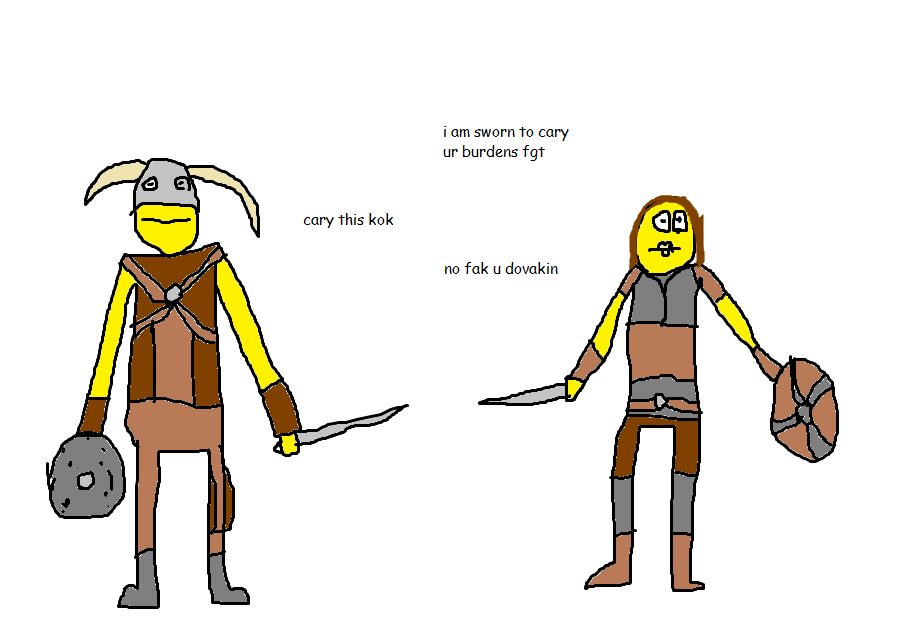 i am sworn to cary
ur burdens fgt
cary this kok
no fak u dovakin